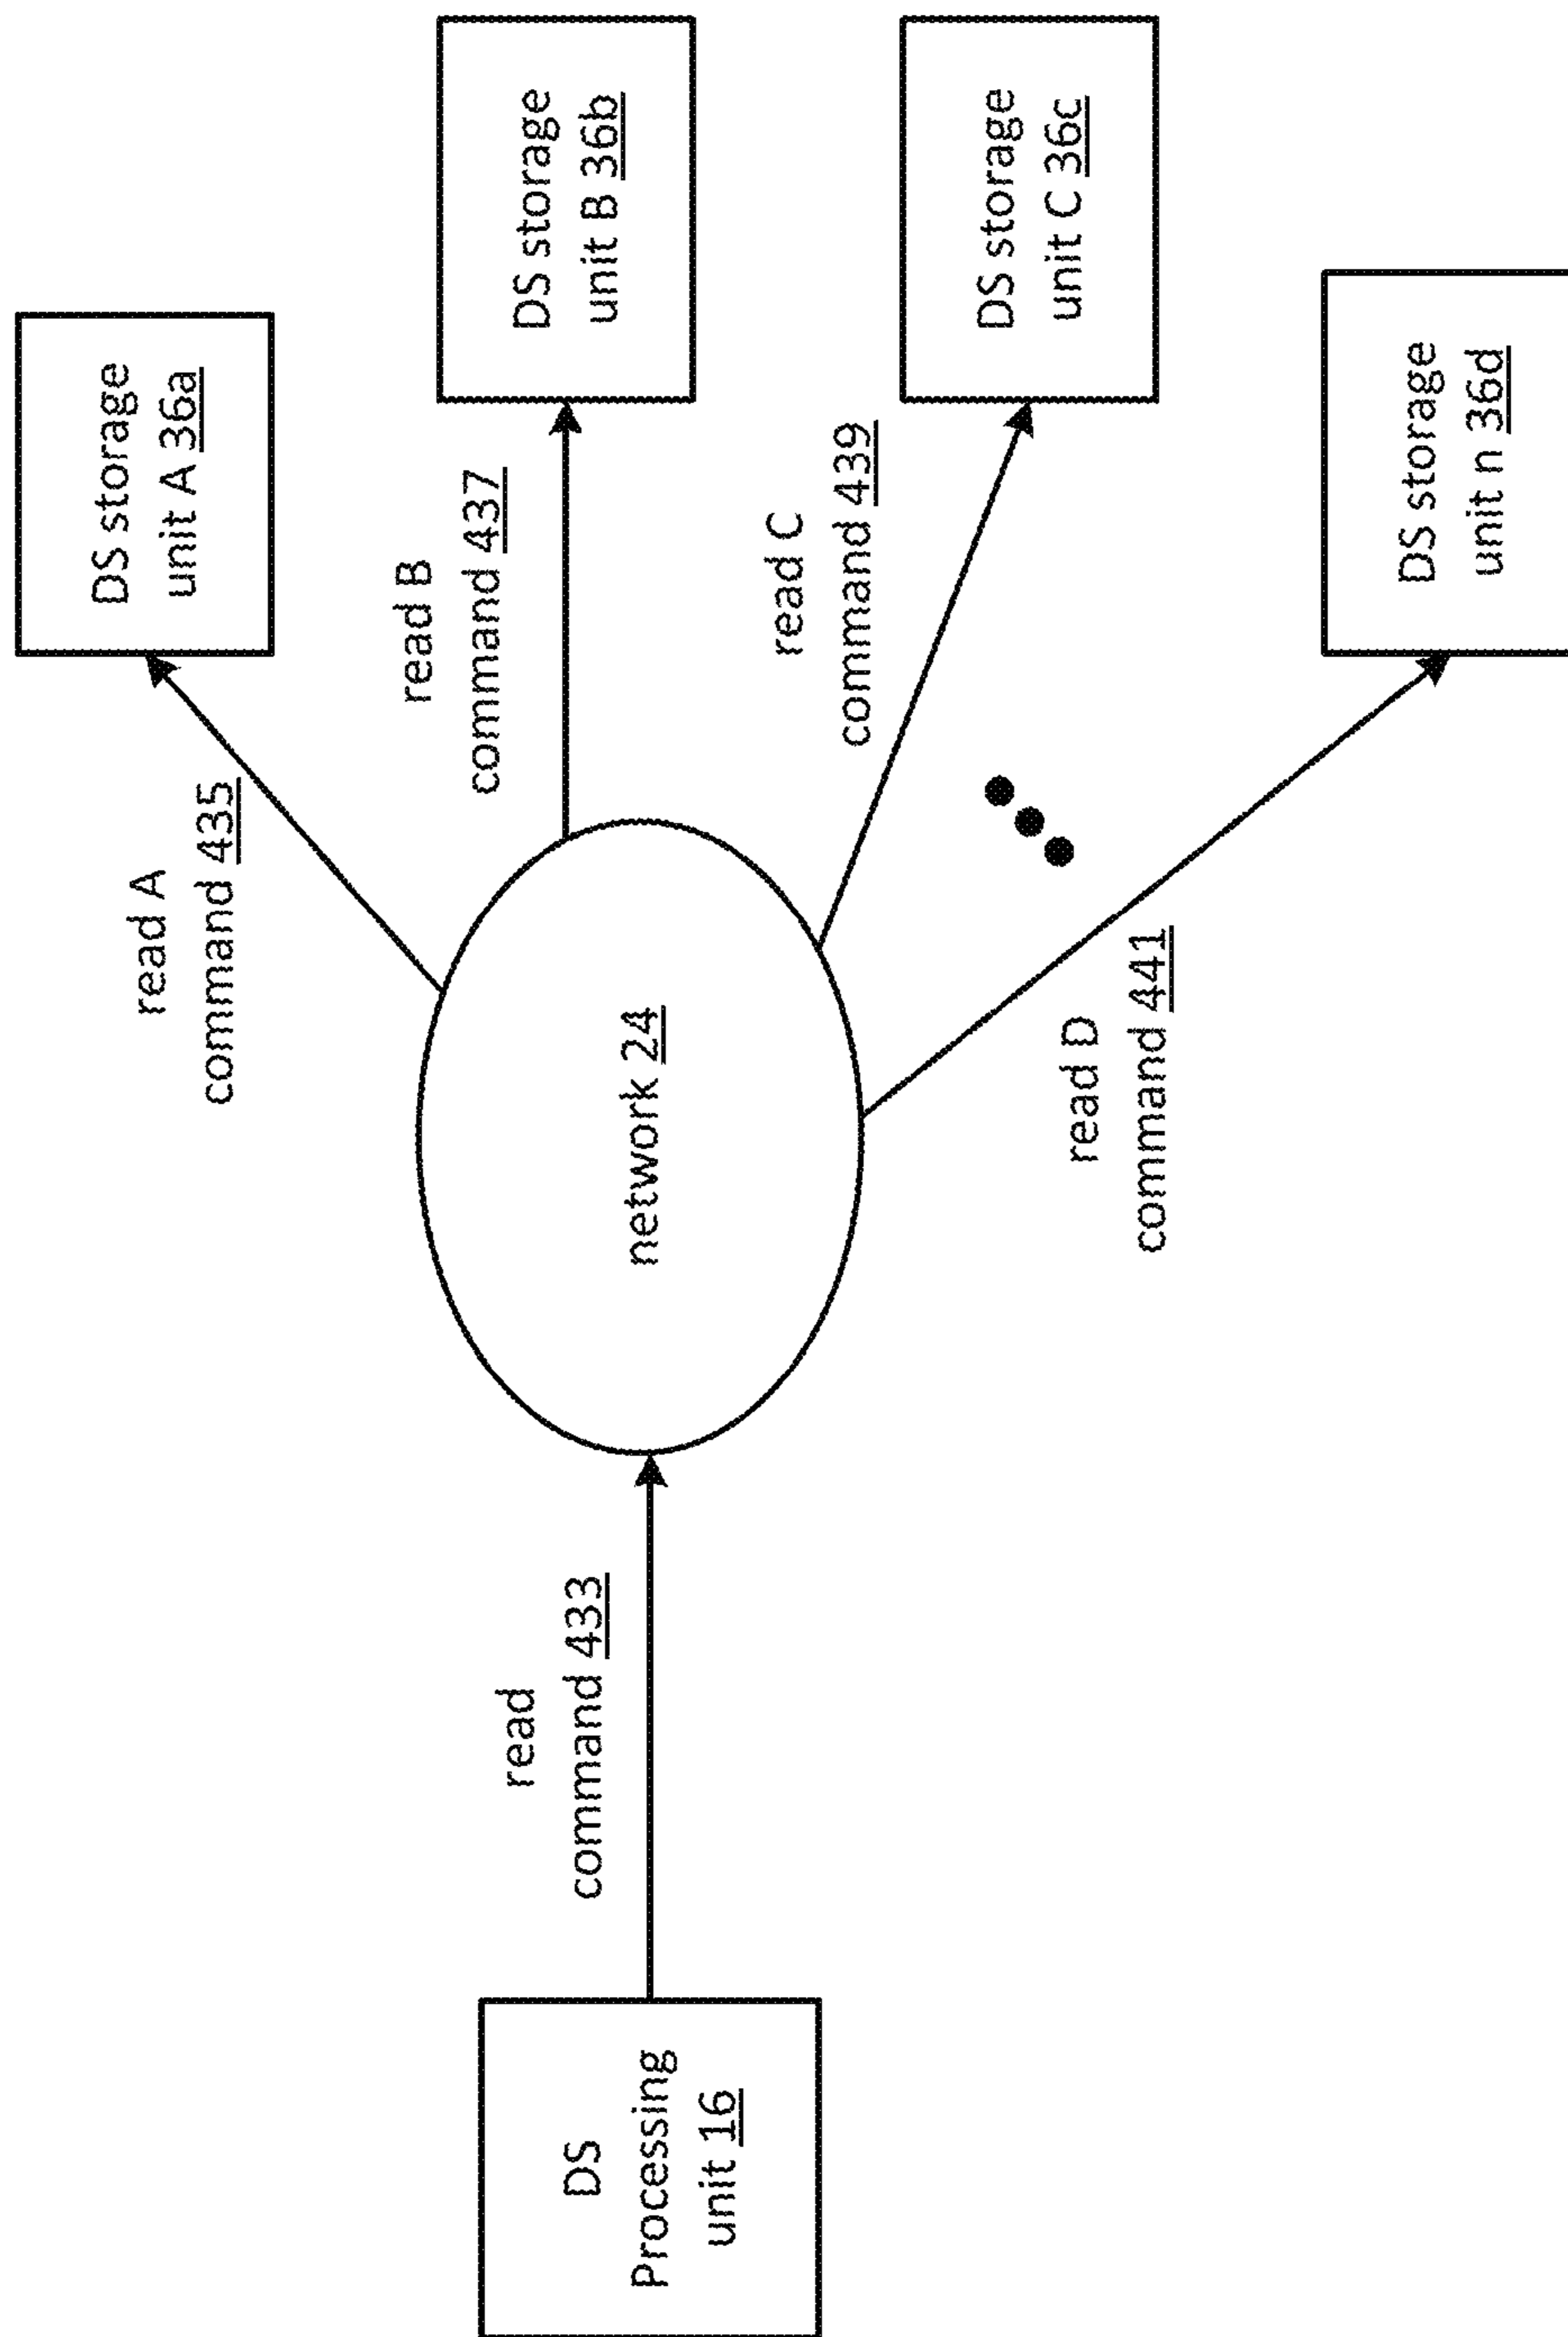 DS
Processing
unit 16
read
command 433
network 24
read A
command 435
read B
command 437
read C
command 439
read D
command 441
DS storage
unit A 36a
DS storage
unit B 36b
DS storage
unit C 36c
DS storage
unit n 36d